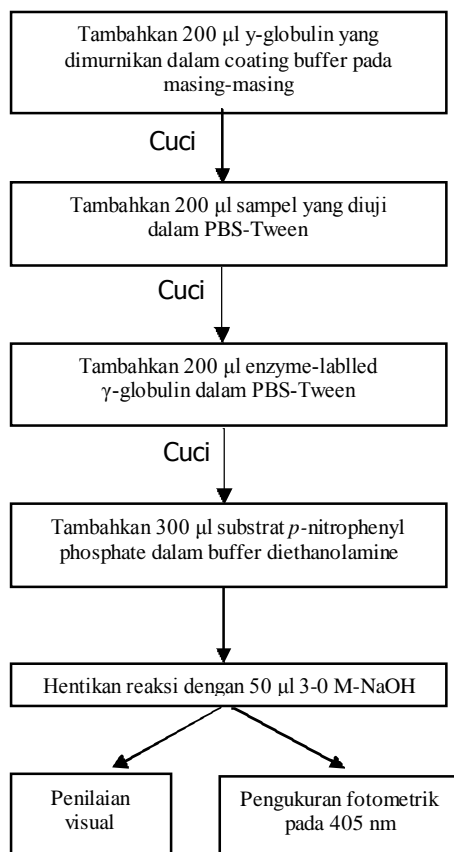 Tambahkan 200 µl y-globulin yang
dimurnikan dalam coating buffer pada
masing-masing
Cuci
Tambahkan 200 µl sampel yang diuji
dalam PBS-Tween
Cuci
Tambahkan 200 µl enzyme-lablled
γ-globulin dalam PBS-Tween
Cuci
Tambahkan 300 µl substrat p-nitrophenyl
phosphate dalam buffer diethanolamine
Hentikan reaksi dengan 50 µl 3-0 M-NaOH
Penilaian
visual
Pengukuran fotometrik
pada 405 nm